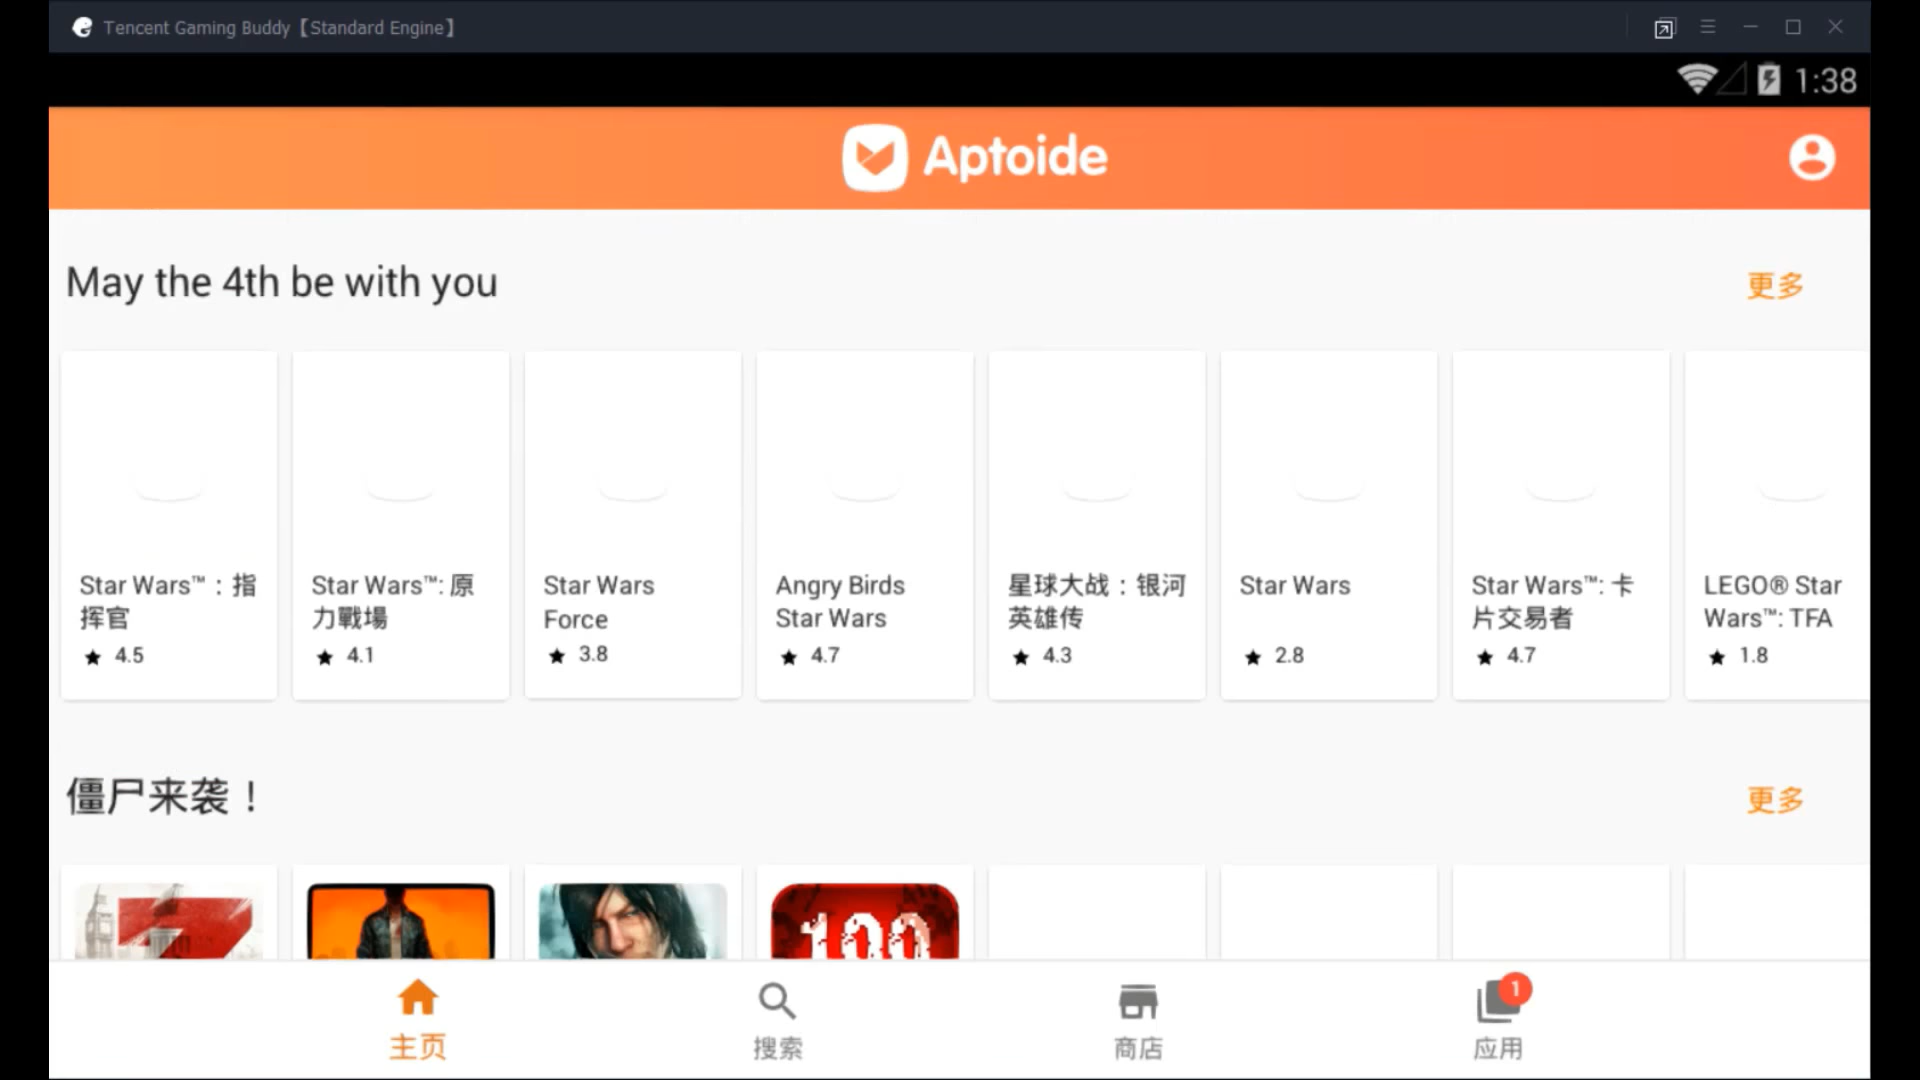 Tencent Gaming Buddy【Standard Engine】
1:38
Aptoide
May the 4th be with you
更多
Star Wars™：指
挥官
4.5
Star Wars™: 原
力戰場
4.1
Star Wars
Force
3.8
Angry Birds
Star Wars
4.7
星球大战：银河
英雄传
4.3
Star Wars
2.8
Star Wars™: 卡
片交易者
4.7
LEGO® Star
Wars™: TFA
1.8
僵尸来袭！
更多
100
主页
搜索
商店
1
应用